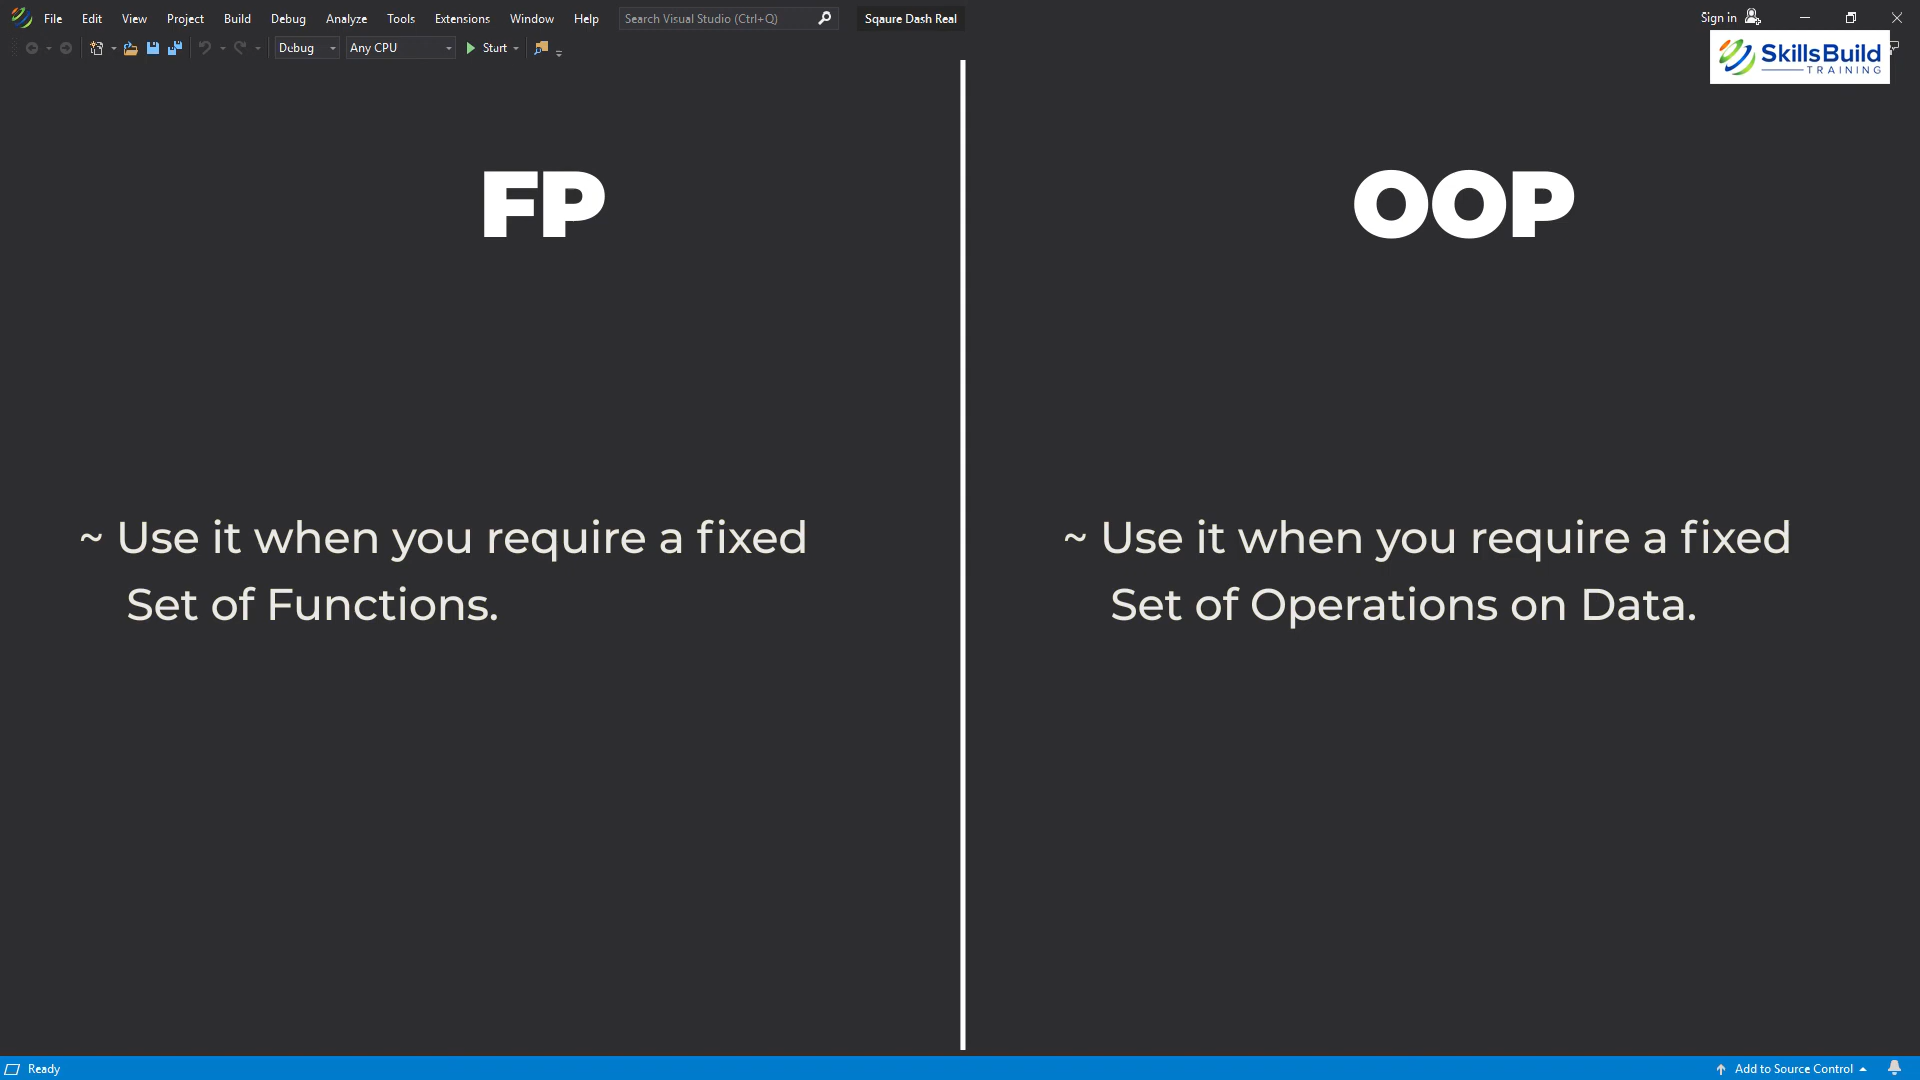 File Edit View Project Build Debug Analyze Tools Extensions Window Help Search Visual Studio (Ctrl+Q) Sqaure Dash Real Sign in
Debug Any CPU Start
SkillsBuild
TRAINING
FP
~ Use it when you require a fixed
Set of Functions.
OOP
~ Use it when you require a fixed
Set of Operations on Data.
Ready Add to Source Control